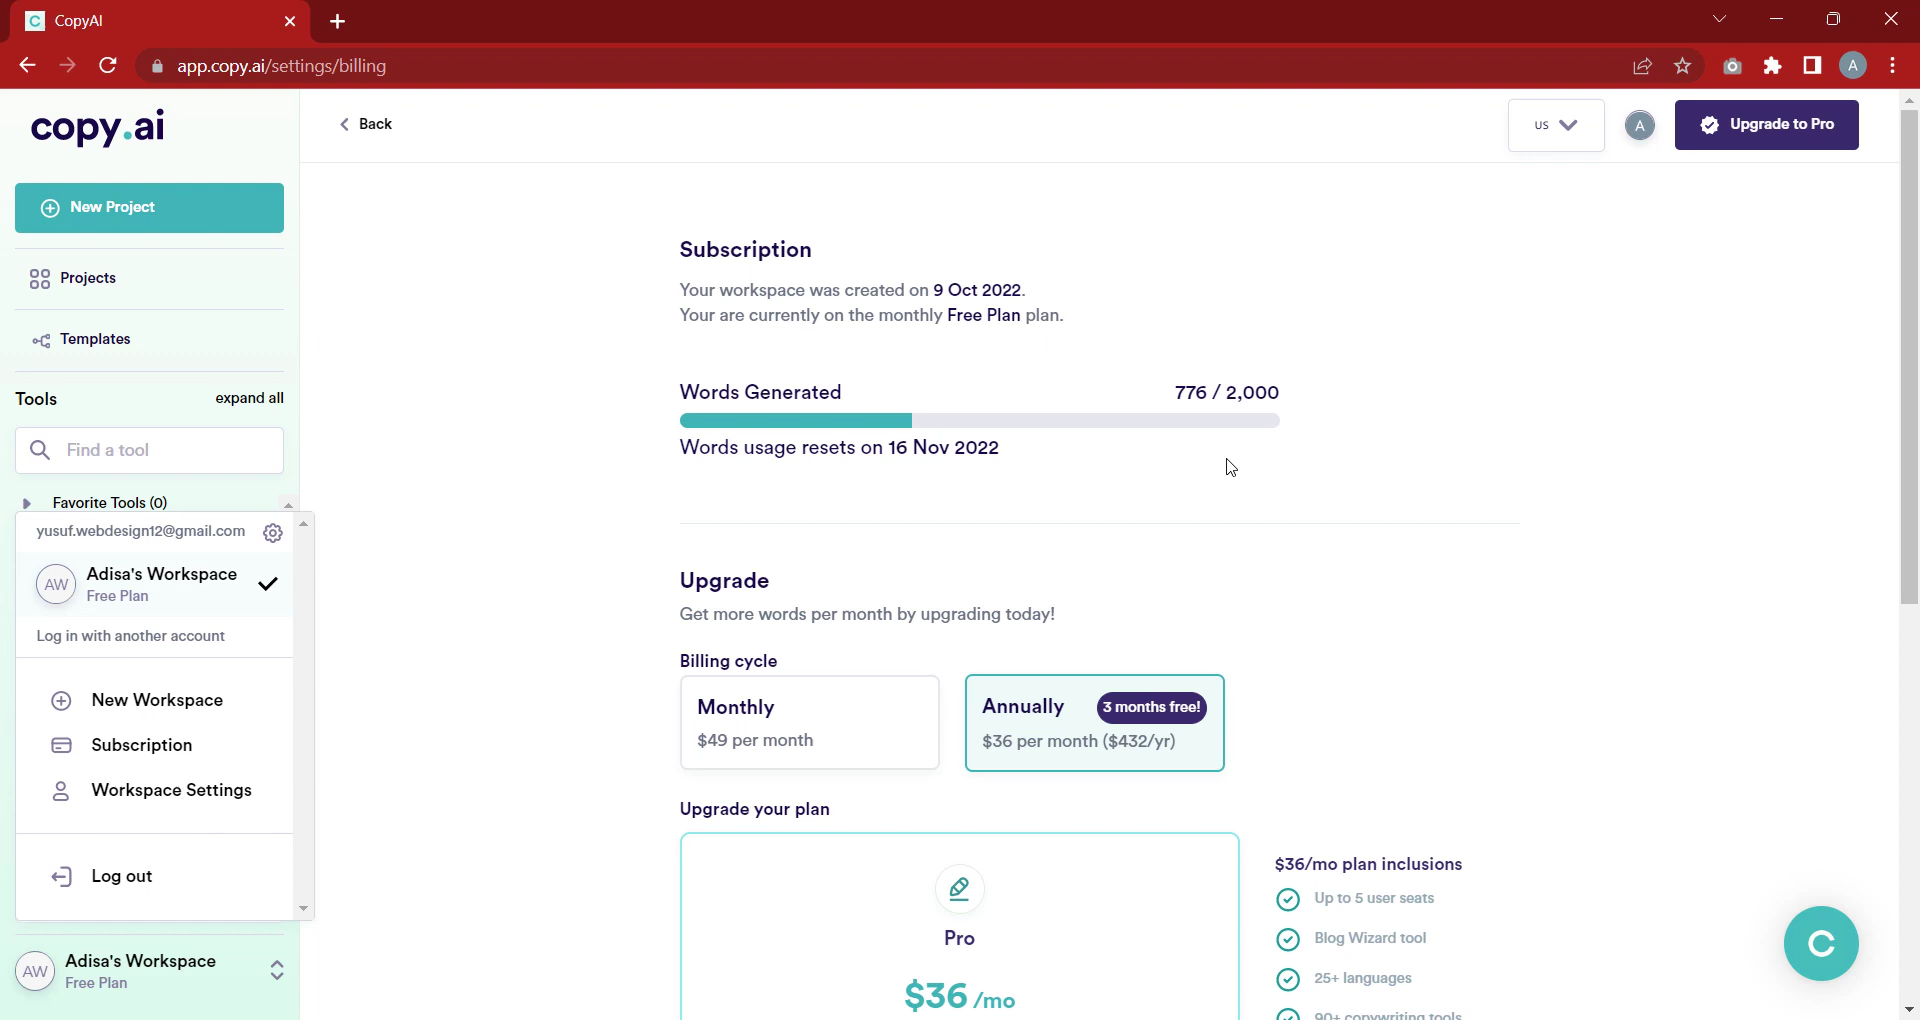 CopyAI
app.copy.ai/settings/billing
A
copy.ai
Back
US
A
Upgrade to Pro
New Project
Projects
Templates
Tools
expand all
Find a tool
Favorite Tools (0)
yusuf.webdesign12@gmail.com
AW
Adisa's Workspace
Free Plan
Log in with another account
New Workspace
Subscription
Workspace Settings
Log out
AW
Adisa's Workspace
Free Plan
Subscription
Your workspace was created on 9 Oct 2022.
Your are currently on the monthly Free Plan plan.
Words Generated
776 / 2,000
Words usage resets on 16 Nov 2022
Upgrade
Get more words per month by upgrading today!
Billing cycle
Monthly
$49 per month
Annually
3 months free!
$36 per month ($432/yr)
Upgrade your plan
Pro
$36 /mo
$36/mo plan inclusions
Up to 5 user seats
Blog Wizard tool
25+ languages
90+ copywriting tools
C